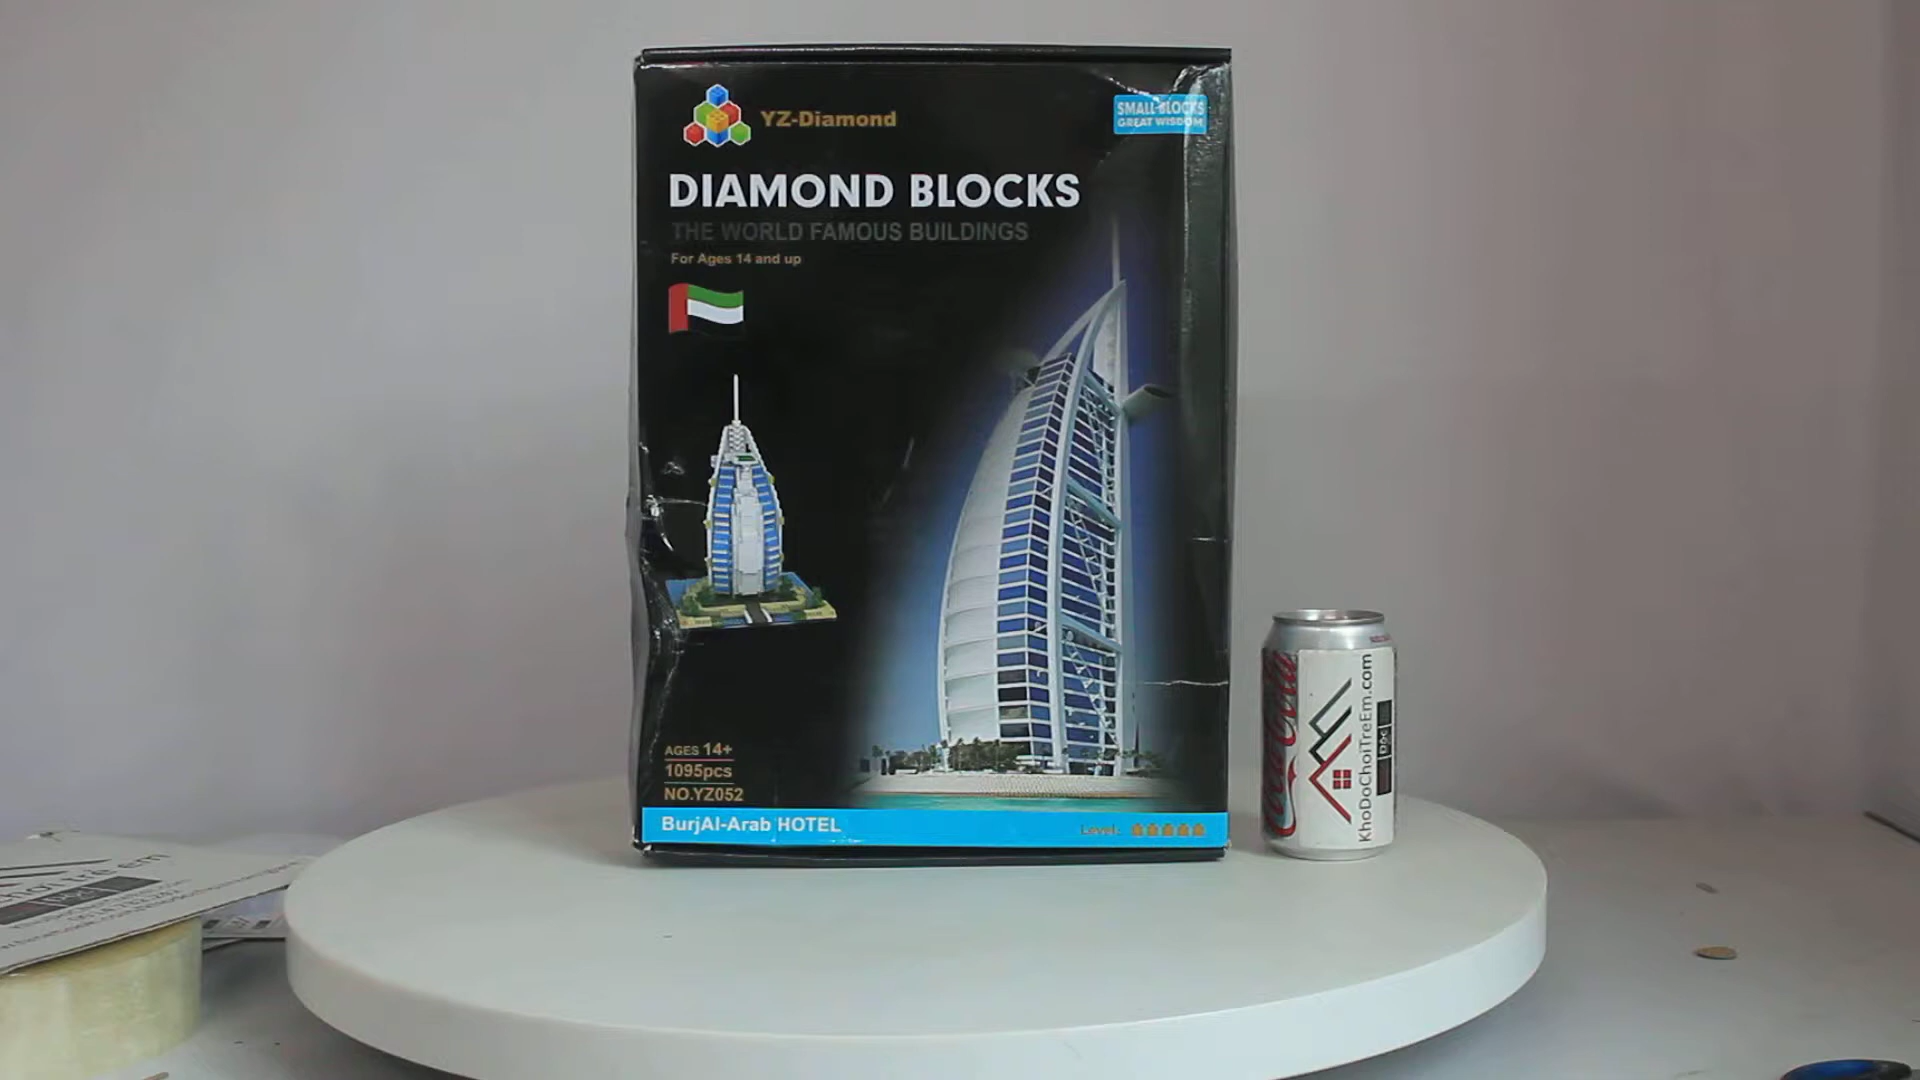 YZ-Diamond
SMALL BLOCKS
GREAT WISDOM
DIAMOND BLOCKS
THE WORLD FAMOUS BUILDINGS
For Ages 14 and up
AGES 14+
1095pcs
NO.YZ052
BurjAl-Arab HOTEL
Level:
Coca-Cola
KhoDoChoiTreEm.com